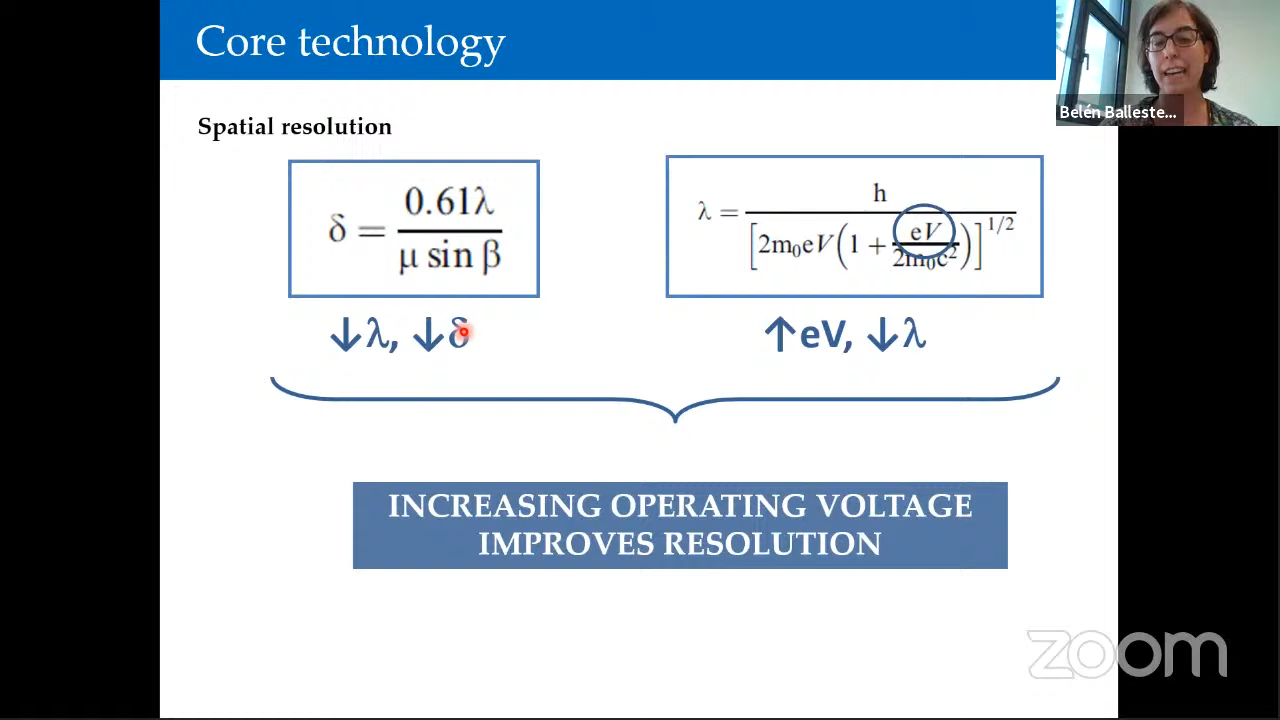 Core technology
Belén Balleste...
Spatial resolution
δ = 0.61λ / μ sin β
λ = h / [2m₀eV(1 + eV / 2m₀c²)]^1/2
↓λ, ↓δ
↑eV, ↓λ
INCREASING OPERATING VOLTAGE
IMPROVES RESOLUTION
zoom